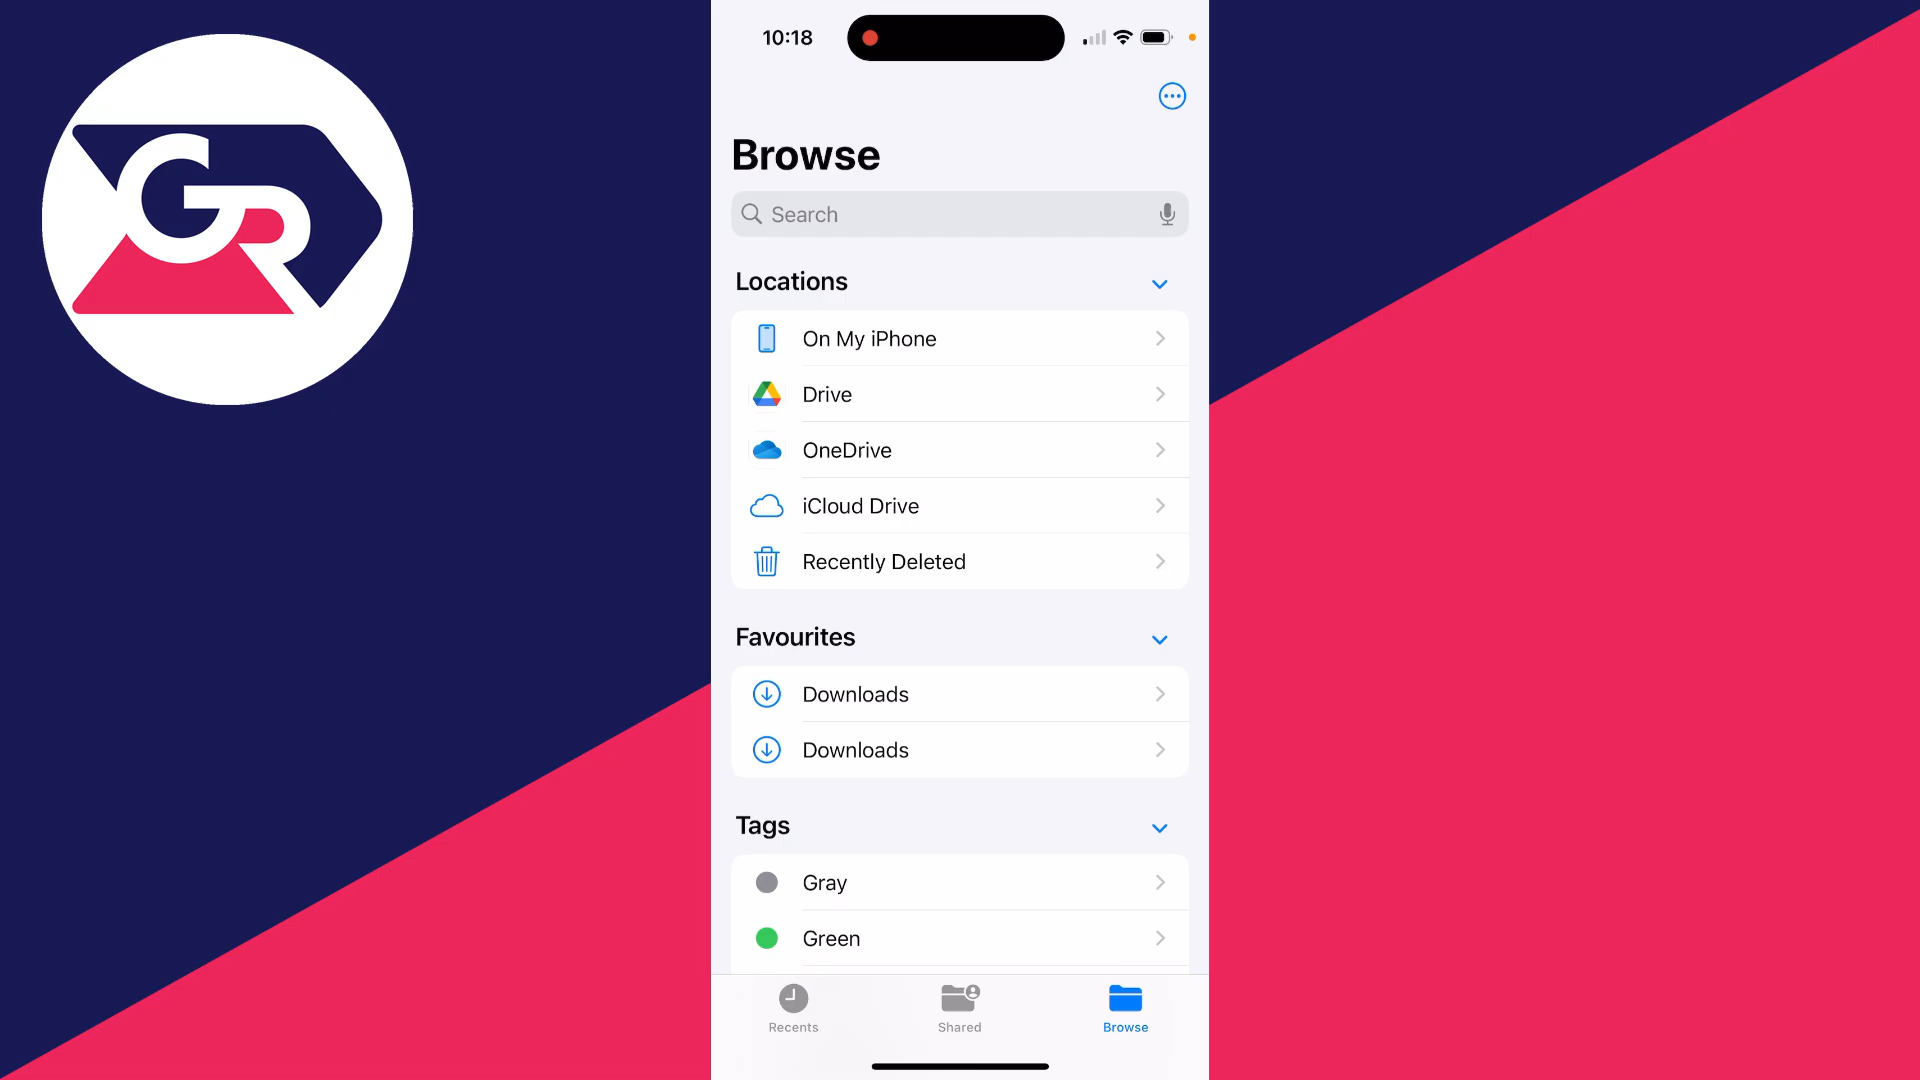 GR
10:18
Browse
Search
Locations
On My iPhone
Drive
OneDrive
iCloud Drive
Recently Deleted
Favourites
Downloads
Downloads
Tags
Gray
Green
Recents
Shared
Browse